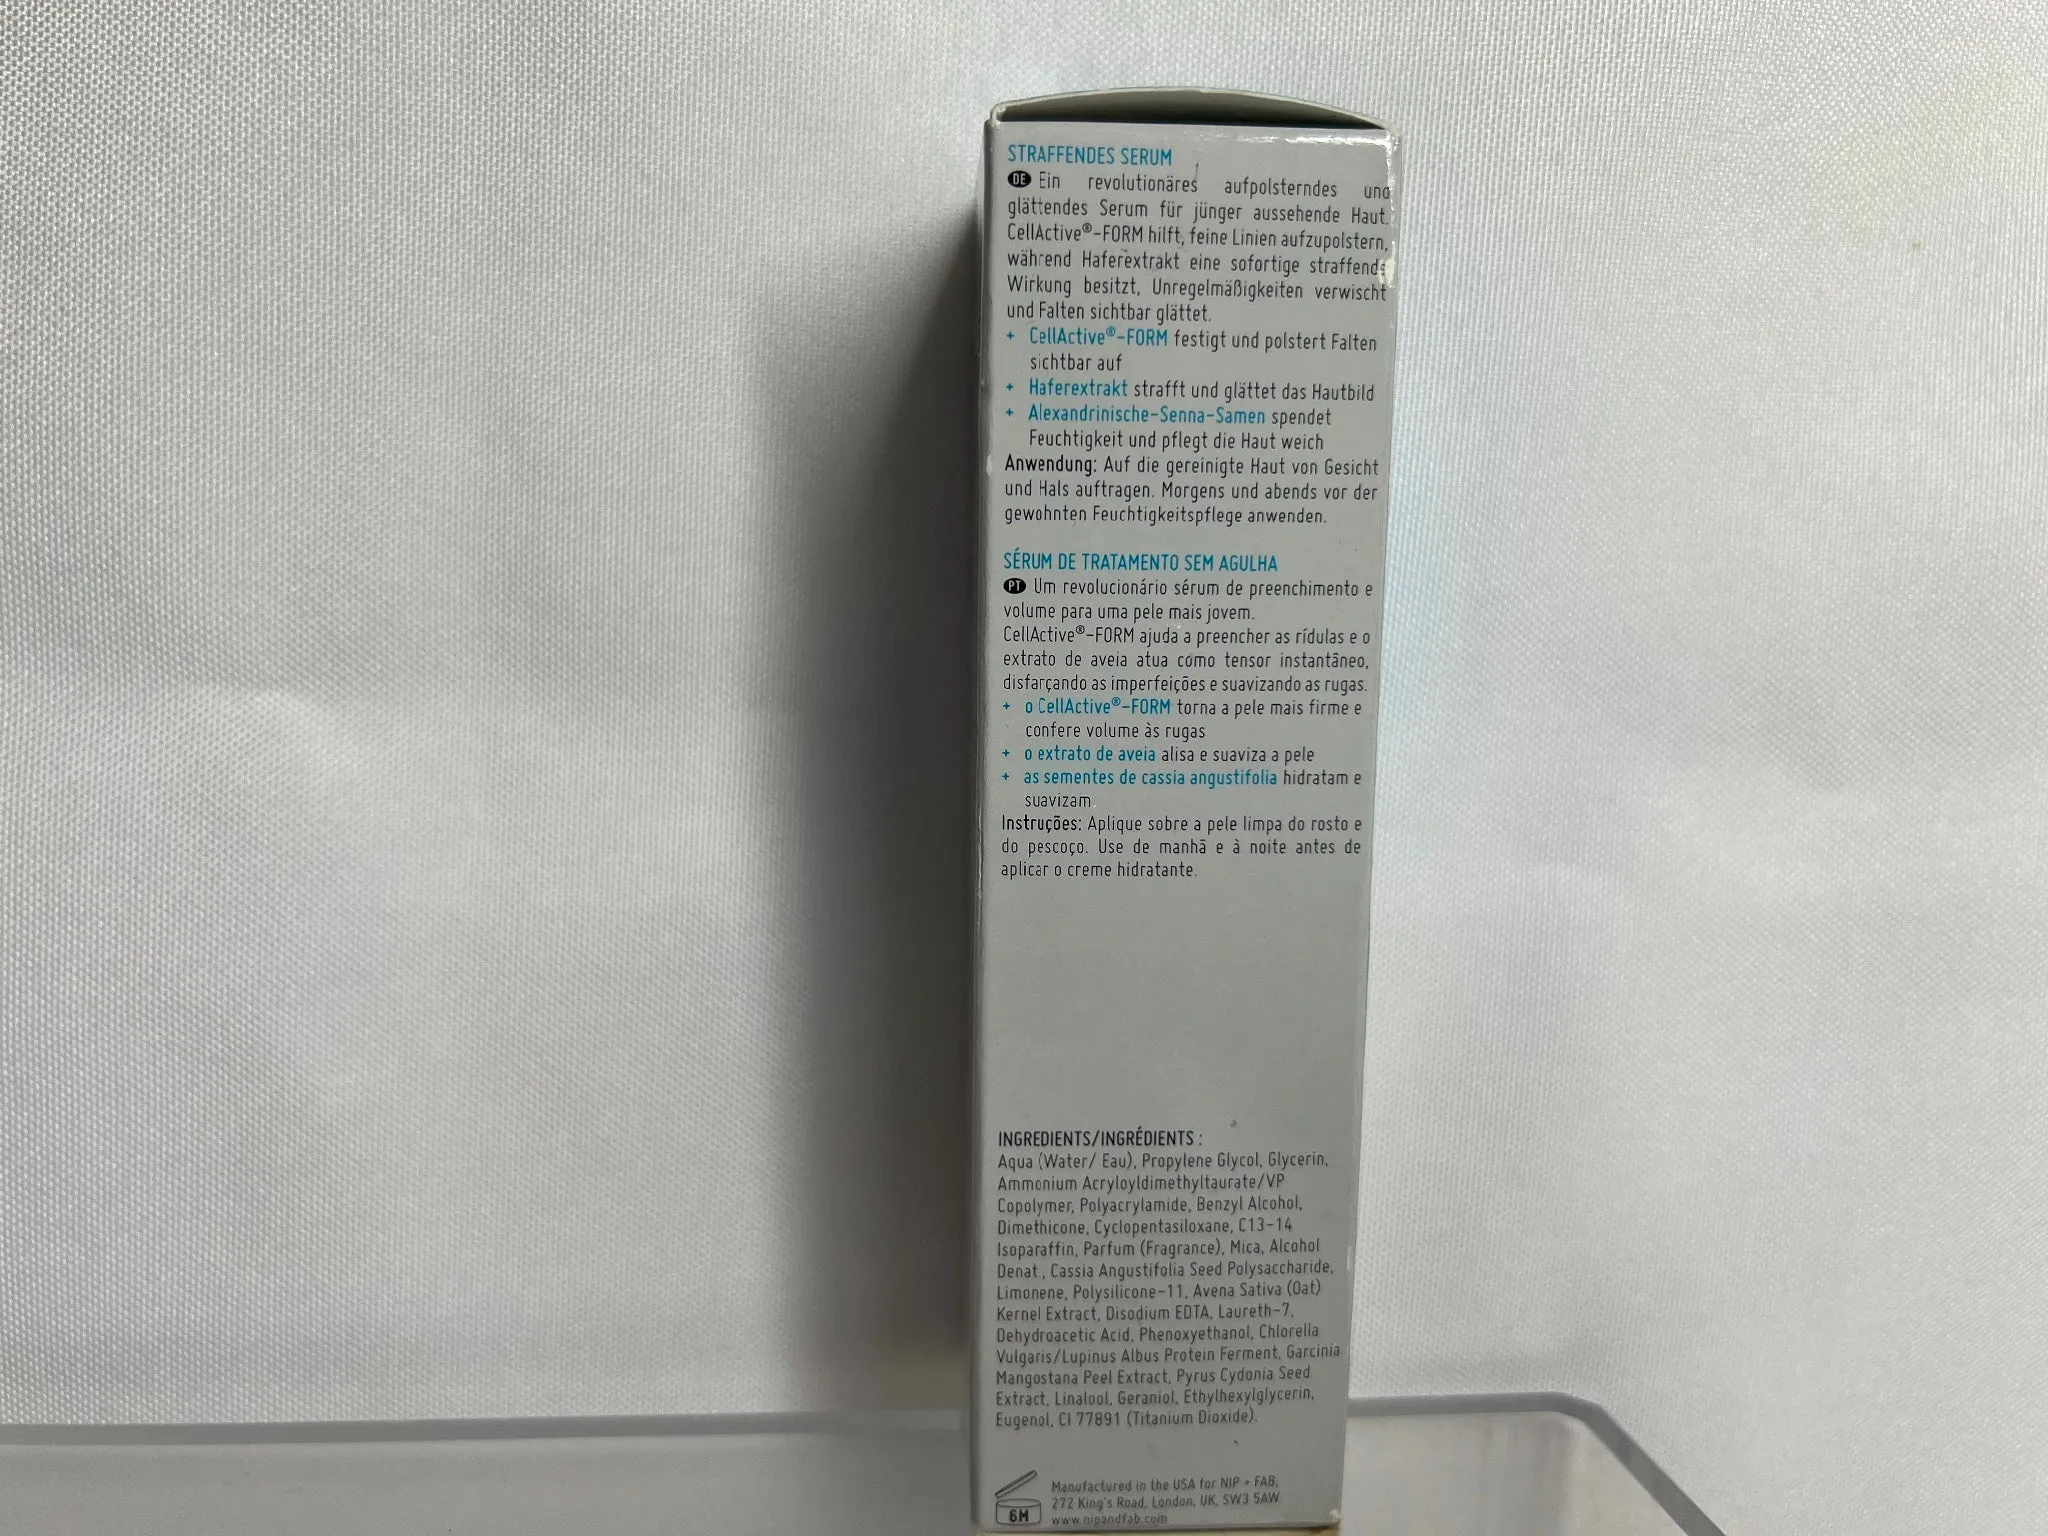 STRAFFENDES SERUM
DE Ein revolutionäres aufpolsterndes und
glättendes Serum für jünger aussehende Haut.
CellActive®-FORM hilft, feine Linien aufzupolstern,
während Haferextrakt eine sofortige straffende
Wirkung besitzt, Unregelmäßigkeiten verwischt
und Falten sichtbar glättet.
+ CellActive®-FORM festigt und polstert Falten
sichtbar auf
+ Haferextrakt strafft und glättet das Hautbild
+ Alexandrinische-Senna-Samen spendet
Feuchtigkeit und pflegt die Haut weich
Anwendung: Auf die gereinigte Haut von Gesicht
und Hals auftragen. Morgens und abends vor der
gewohnten Feuchtigkeitspflege anwenden.
SÉRUM DE TRATAMENTO SEM AGULHA
PT Um revolucionário sérum de preenchimento e
volume para uma pele mais jovem.
CellActive®-FORM ajuda a preencher as rídulas e o
extrato de aveia atua como tensor instantâneo,
disfarçando as imperfeições e suavizando as rugas.
+ o CellActive®-FORM torna a pele mais firme e
confere volume às rugas
+ o extrato de aveia alisa e suaviza a pele
+ as sementes de cassia angustifolia hidratam e
suavizam.
Instruções: Aplique sobre a pele limpa do rosto e
do pescoço. Use de manhã e à noite antes de
aplicar o creme hidratante.
INGREDIENTS/INGRÉDIENTS :
Aqua (Water/ Eau), Propylene Glycol, Glycerin,
Ammonium Acryloyldimethyltaurate/VP
Copolymer, Polyacrylamide, Benzyl Alcohol,
Dimethicone, Cyclopentasiloxane, C13-14
Isoparaffin, Parfum (Fragrance), Mica, Alcohol
Denat., Cassia Angustifolia Seed Polysaccharide,
Limonene, Polysilicone-11, Avena Sativa (Oat)
Kernel Extract, Disodium EDTA, Laureth-7,
Dehydroacetic Acid, Phenoxyethanol, Chlorella
Vulgaris/Lupinus Albus Protein Ferment, Garcinia
Mangostana Peel Extract, Pyrus Cydonia Seed
Extract, Linalool, Geraniol, Ethylhexylglycerin,
Eugenol, CI 77891 (Titanium Dioxide).
6M
Manufactured in the USA for NIP + FAB,
272 King's Road, London, UK, SW3 5AW
www.nipandfab.com